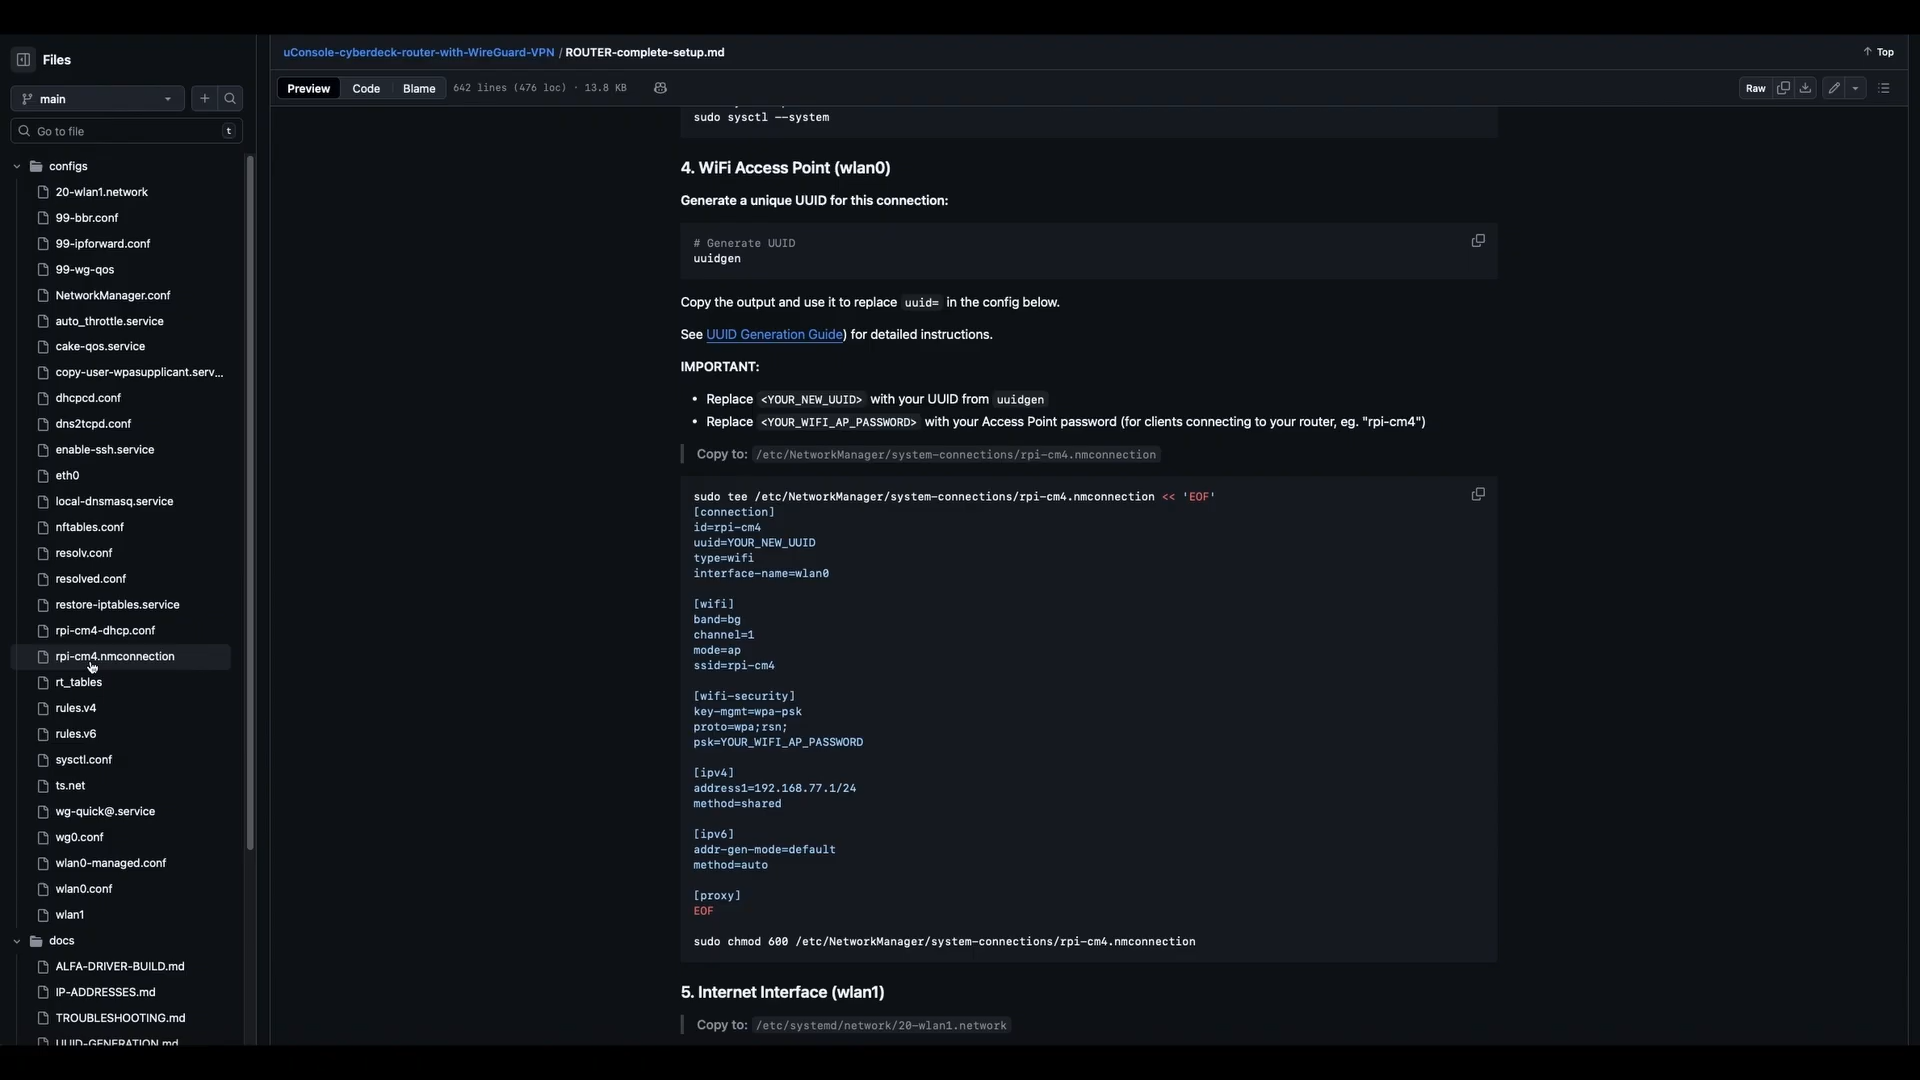 Files
main
Go to file
t
configs
20-wlan1.network
99-bbr.conf
99-ipforward.conf
99-wg-qos
NetworkManager.conf
auto_throttle.service
cake-qos.service
copy-user-wpasupplicant.serv...
dhcpcd.conf
dns2tcpd.conf
enable-ssh.service
eth0
local-dnsmasq.service
nftables.conf
resolv.conf
resolved.conf
restore-iptables.service
rpi-cm4-dhcp.conf
rpi-cm4.nmconnection
rt_tables
rules.v4
rules.v6
sysctl.conf
ts.net
wg-quick@.service
wg0.conf
wlan0-managed.conf
wlan0.conf
wlan1
docs
ALFA-DRIVER-BUILD.md
IP-ADDRESSES.md
TROUBLESHOOTING.md
UUID-GENERATION.md
uConsole-cyberdeck-router-with-WireGuard-VPN / ROUTER-complete-setup.md
Top
Preview Code Blame 642 lines (476 loc) · 13.8 KB
Raw
sudo sysctl --system
4. WiFi Access Point (wlan0)
Generate a unique UUID for this connection:
# Generate UUID
uuidgen
Copy the output and use it to replace uuid= in the config below.
See UUID Generation Guide) for detailed instructions.
IMPORTANT:
• Replace <YOUR_NEW_UUID> with your UUID from uuidgen
• Replace <YOUR_WIFI_AP_PASSWORD> with your Access Point password (for clients connecting to your router, eg. "rpi-cm4")
Copy to: /etc/NetworkManager/system-connections/rpi-cm4.nmconnection
sudo tee /etc/NetworkManager/system-connections/rpi-cm4.nmconnection << 'EOF'
[connection]
id=rpi-cm4
uuid=YOUR_NEW_UUID
type=wifi
interface-name=wlan0
[wifi]
band=bg
channel=1
mode=ap
ssid=rpi-cm4
[wifi-security]
key-mgmt=wpa-psk
proto=wpa;rsn;
psk=YOUR_WIFI_AP_PASSWORD
[ipv4]
address1=192.168.77.1/24
method=shared
[ipv6]
addr-gen-mode=default
method=auto
[proxy]
EOF
sudo chmod 600 /etc/NetworkManager/system-connections/rpi-cm4.nmconnection
5. Internet Interface (wlan1)
Copy to: /etc/systemd/network/20-wlan1.network